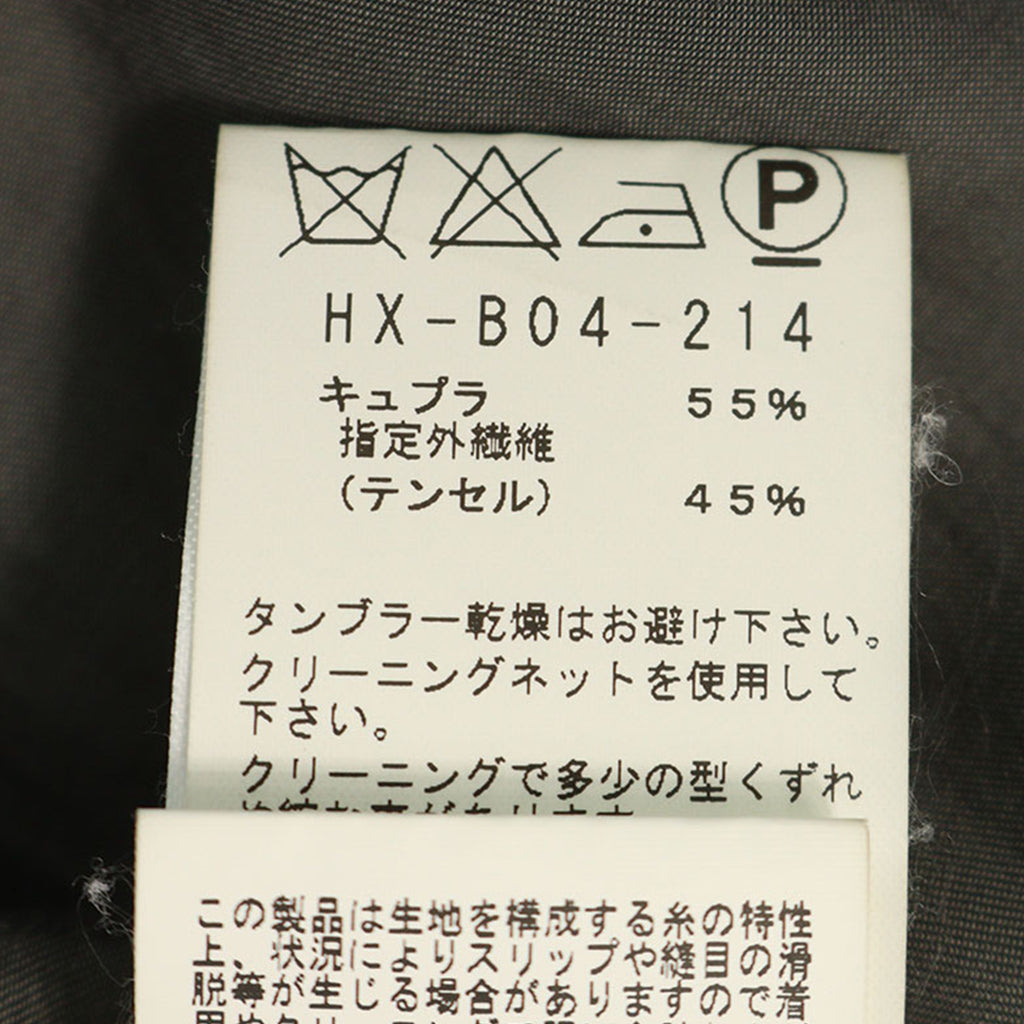 P
HX-B04-214
キュプラ 55%
指定外繊維
(テンセル) 45%
タンブラー乾燥はお避け下さい。
クリーニングネットを使用して
下さい。
クリーニングで多少の型くずれ
この製品は生地を構成する糸の特性
上、状況によりスリップや縫目の滑
脱等が生じる場合がありますので着